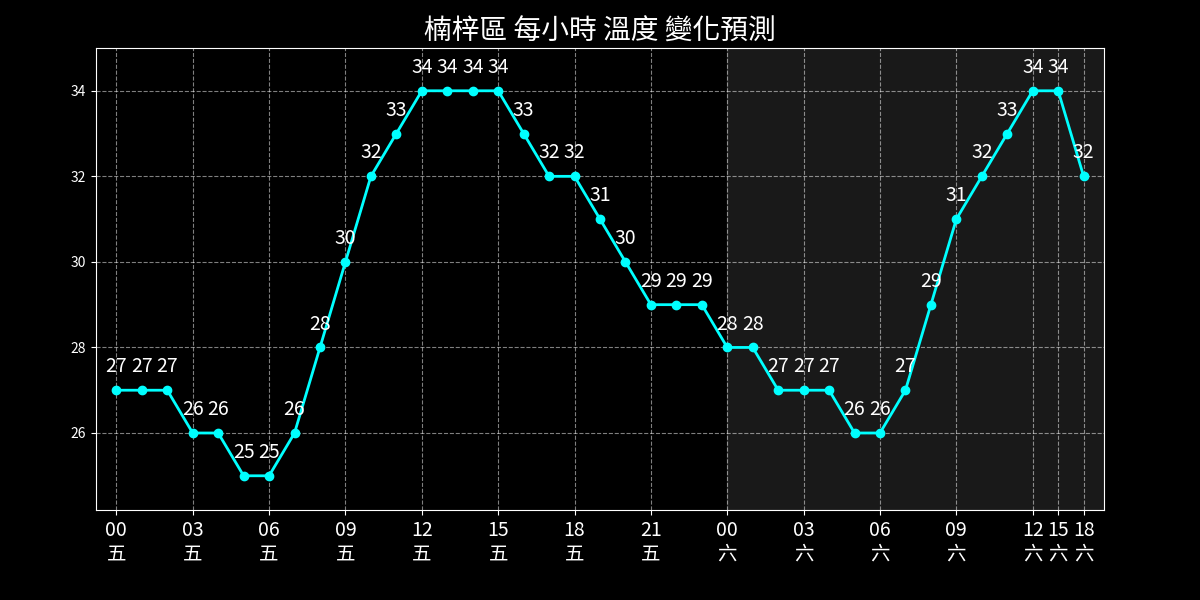 楠梓區 每小時 溫度 變化預測
34 34 34 34 34 34
34
33 33 33
32 32 32 32 32
32
31 31
30 30
30
29 29 29 29
28 28 28
28
27 27 27 27 27 27 27
26 26 26 26 26
26
25 25
00 03 06 09 12 15 18 21 00 03 06 09 12 15 18
五 五 五 五 五 五 五 五 六 六 六 六 六 六 六